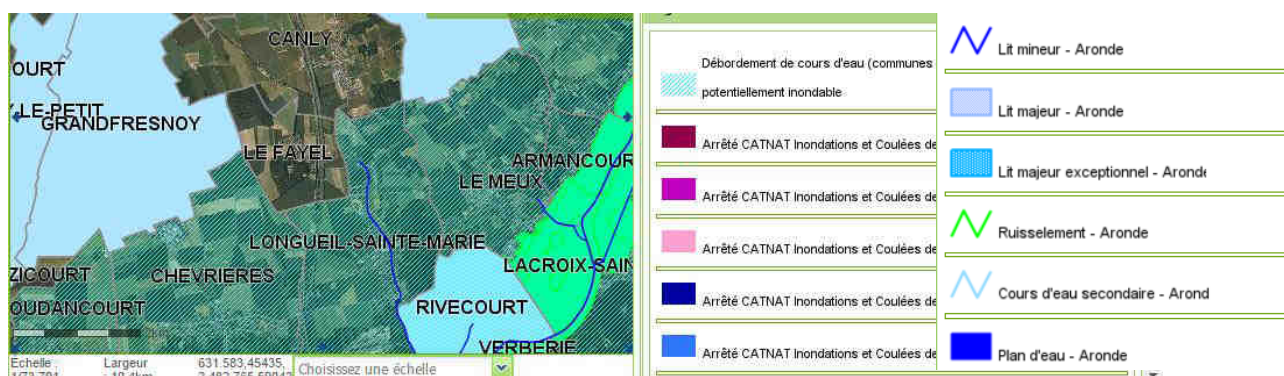 CANLY
OURT
Y-LE-PETIT
GRANDFRESNOY
LE FAYEL
ARMANCOUR
LE MEUX
LONGUEIL-SAINTE-MARIE
ZICOURT
CHEVRIERES
LACROIX-SAIN
OUDANCOURT
RIVECOURT
VERBERIE
Echelle :
Largeur
631.583,45435,
Choisissez une échelle
Débordement de cours d'eau (communes
potentiellement inondable
Arrêté CATNAT Inondations et Coulées de
Arrêté CATNAT Inondations et Coulées de
Arrêté CATNAT Inondations et Coulées de
Arrêté CATNAT Inondations et Coulées de
Arrêté CATNAT Inondations et Coulées de
Lit mineur - Aronde
Lit majeur - Aronde
Lit majeur exceptionnel - Aronde
Ruisselement - Aronde
Cours d'eau secondaire - Arond
Plan d'eau - Aronde